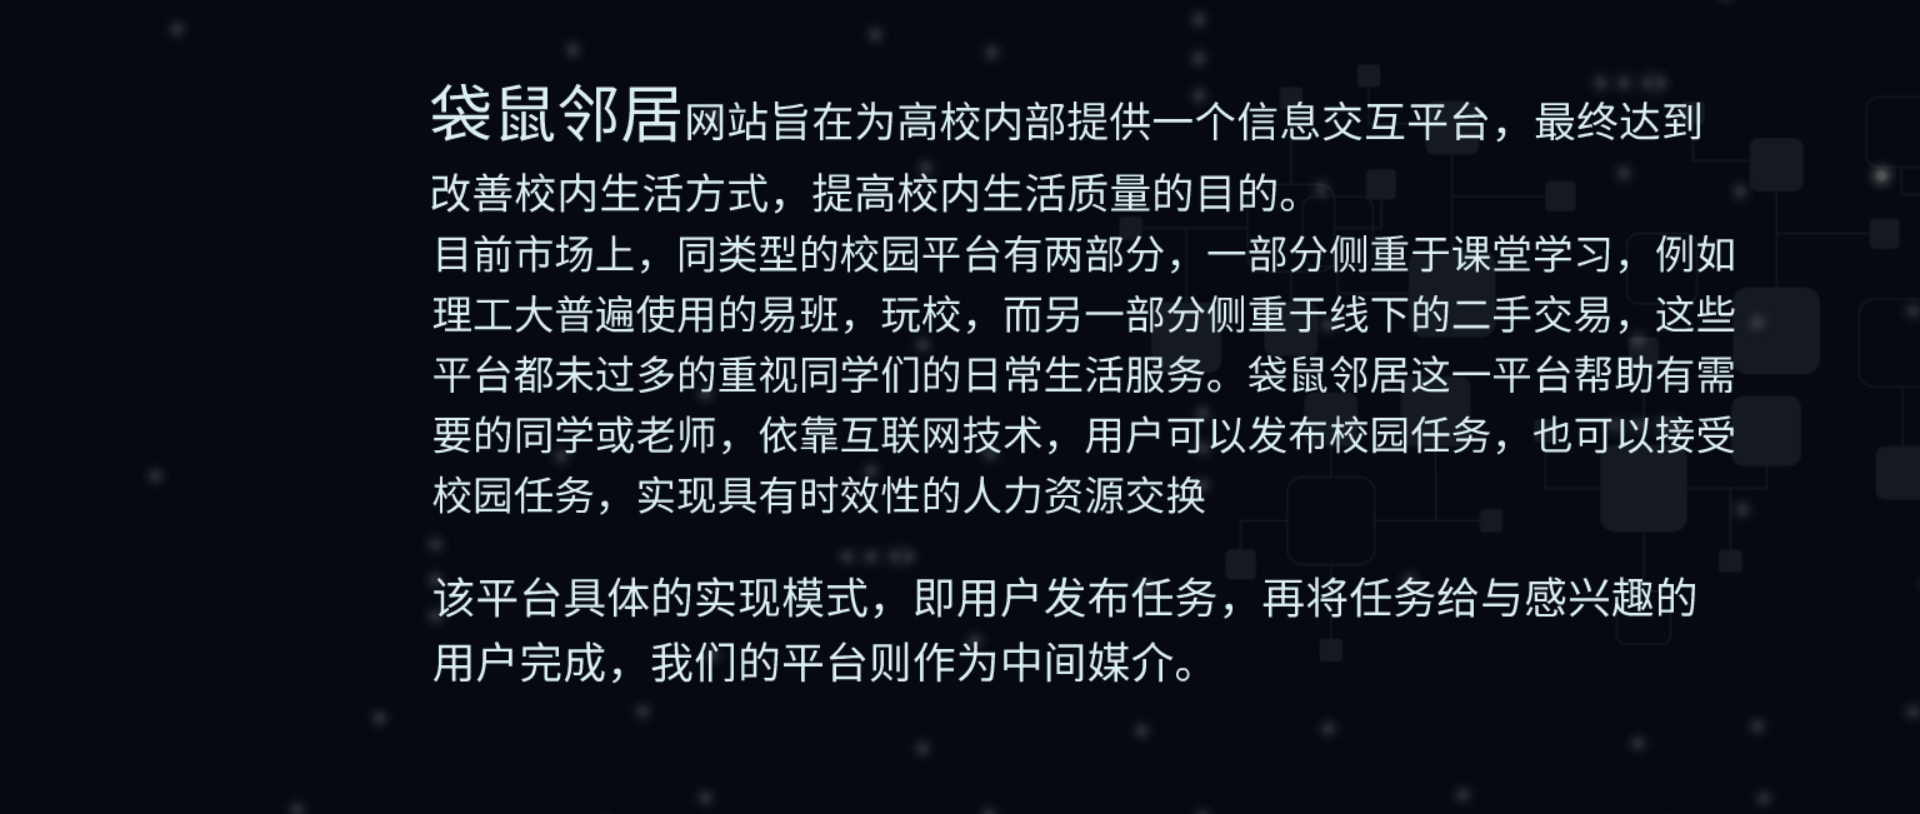 袋鼠邻居网站旨在为高校内部提供一个信息交互平台，最终达到
改善校内生活方式，提高校内生活质量的目的。
目前市场上，同类型的校园平台有两部分，一部分侧重于课堂学习，例如
理工大普遍使用的易班，玩校，而另一部分侧重于线下的二手交易，这些
平台都未过多的重视同学们的日常生活服务。袋鼠邻居这一平台帮助有需
要的同学或老师，依靠互联网技术，用户可以发布校园任务，也可以接受
校园任务，实现具有时效性的人力资源交换
该平台具体的实现模式，即用户发布任务，再将任务给与感兴趣的
用户完成，我们的平台则作为中间媒介。